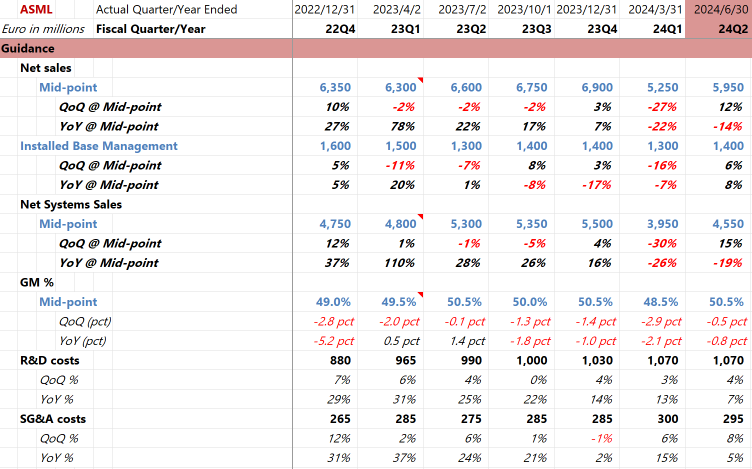 ASML Actual Quarter/Year Ended 2022/12/31 2023/4/2 2023/7/2 2023/10/1 2023/12/31 2024/3/31 2024/6/30
Euro in millions Fiscal Quarter/Year 22Q4 23Q1 23Q2 23Q3 23Q4 24Q1 24Q2
Guidance
Net sales
Mid-point 6,350 6,300 6,600 6,750 6,900 5,250 5,950
QoQ @ Mid-point 10% -2% -2% -2% 3% -27% 12%
YoY @ Mid-point 27% 78% 22% 17% 7% -22% -14%
Installed Base Management 1,600 1,500 1,300 1,400 1,400 1,300 1,400
QoQ @ Mid-point 5% -11% -7% 8% 3% -16% 6%
YoY @ Mid-point 5% 20% 1% -8% -17% -7% 8%
Net Systems Sales
Mid-point 4,750 4,800 5,300 5,350 5,500 3,950 4,550
QoQ @ Mid-point 12% 1% -1% -5% 4% -30% 15%
YoY @ Mid-point 37% 110% 28% 26% 16% -26% -19%
GM %
Mid-point 49.0% 49.5% 50.5% 50.0% 50.5% 48.5% 50.5%
QoQ (pct) -2.8 pct -2.0 pct -0.1 pct -1.3 pct -1.4 pct -2.9 pct -0.5 pct
YoY (pct) -5.2 pct 0.5 pct 1.4 pct -1.8 pct -1.0 pct -2.1 pct -0.8 pct
R&D costs 880 965 990 1,000 1,030 1,070 1,070
QoQ % 7% 6% 4% 0% 4% 3% 4%
YoY % 29% 31% 25% 22% 14% 13% 7%
SG&A costs 265 285 275 285 285 300 295
QoQ % 12% 2% 6% 1% -1% 6% 8%
YoY % 31% 37% 24% 21% 2% 15% 5%